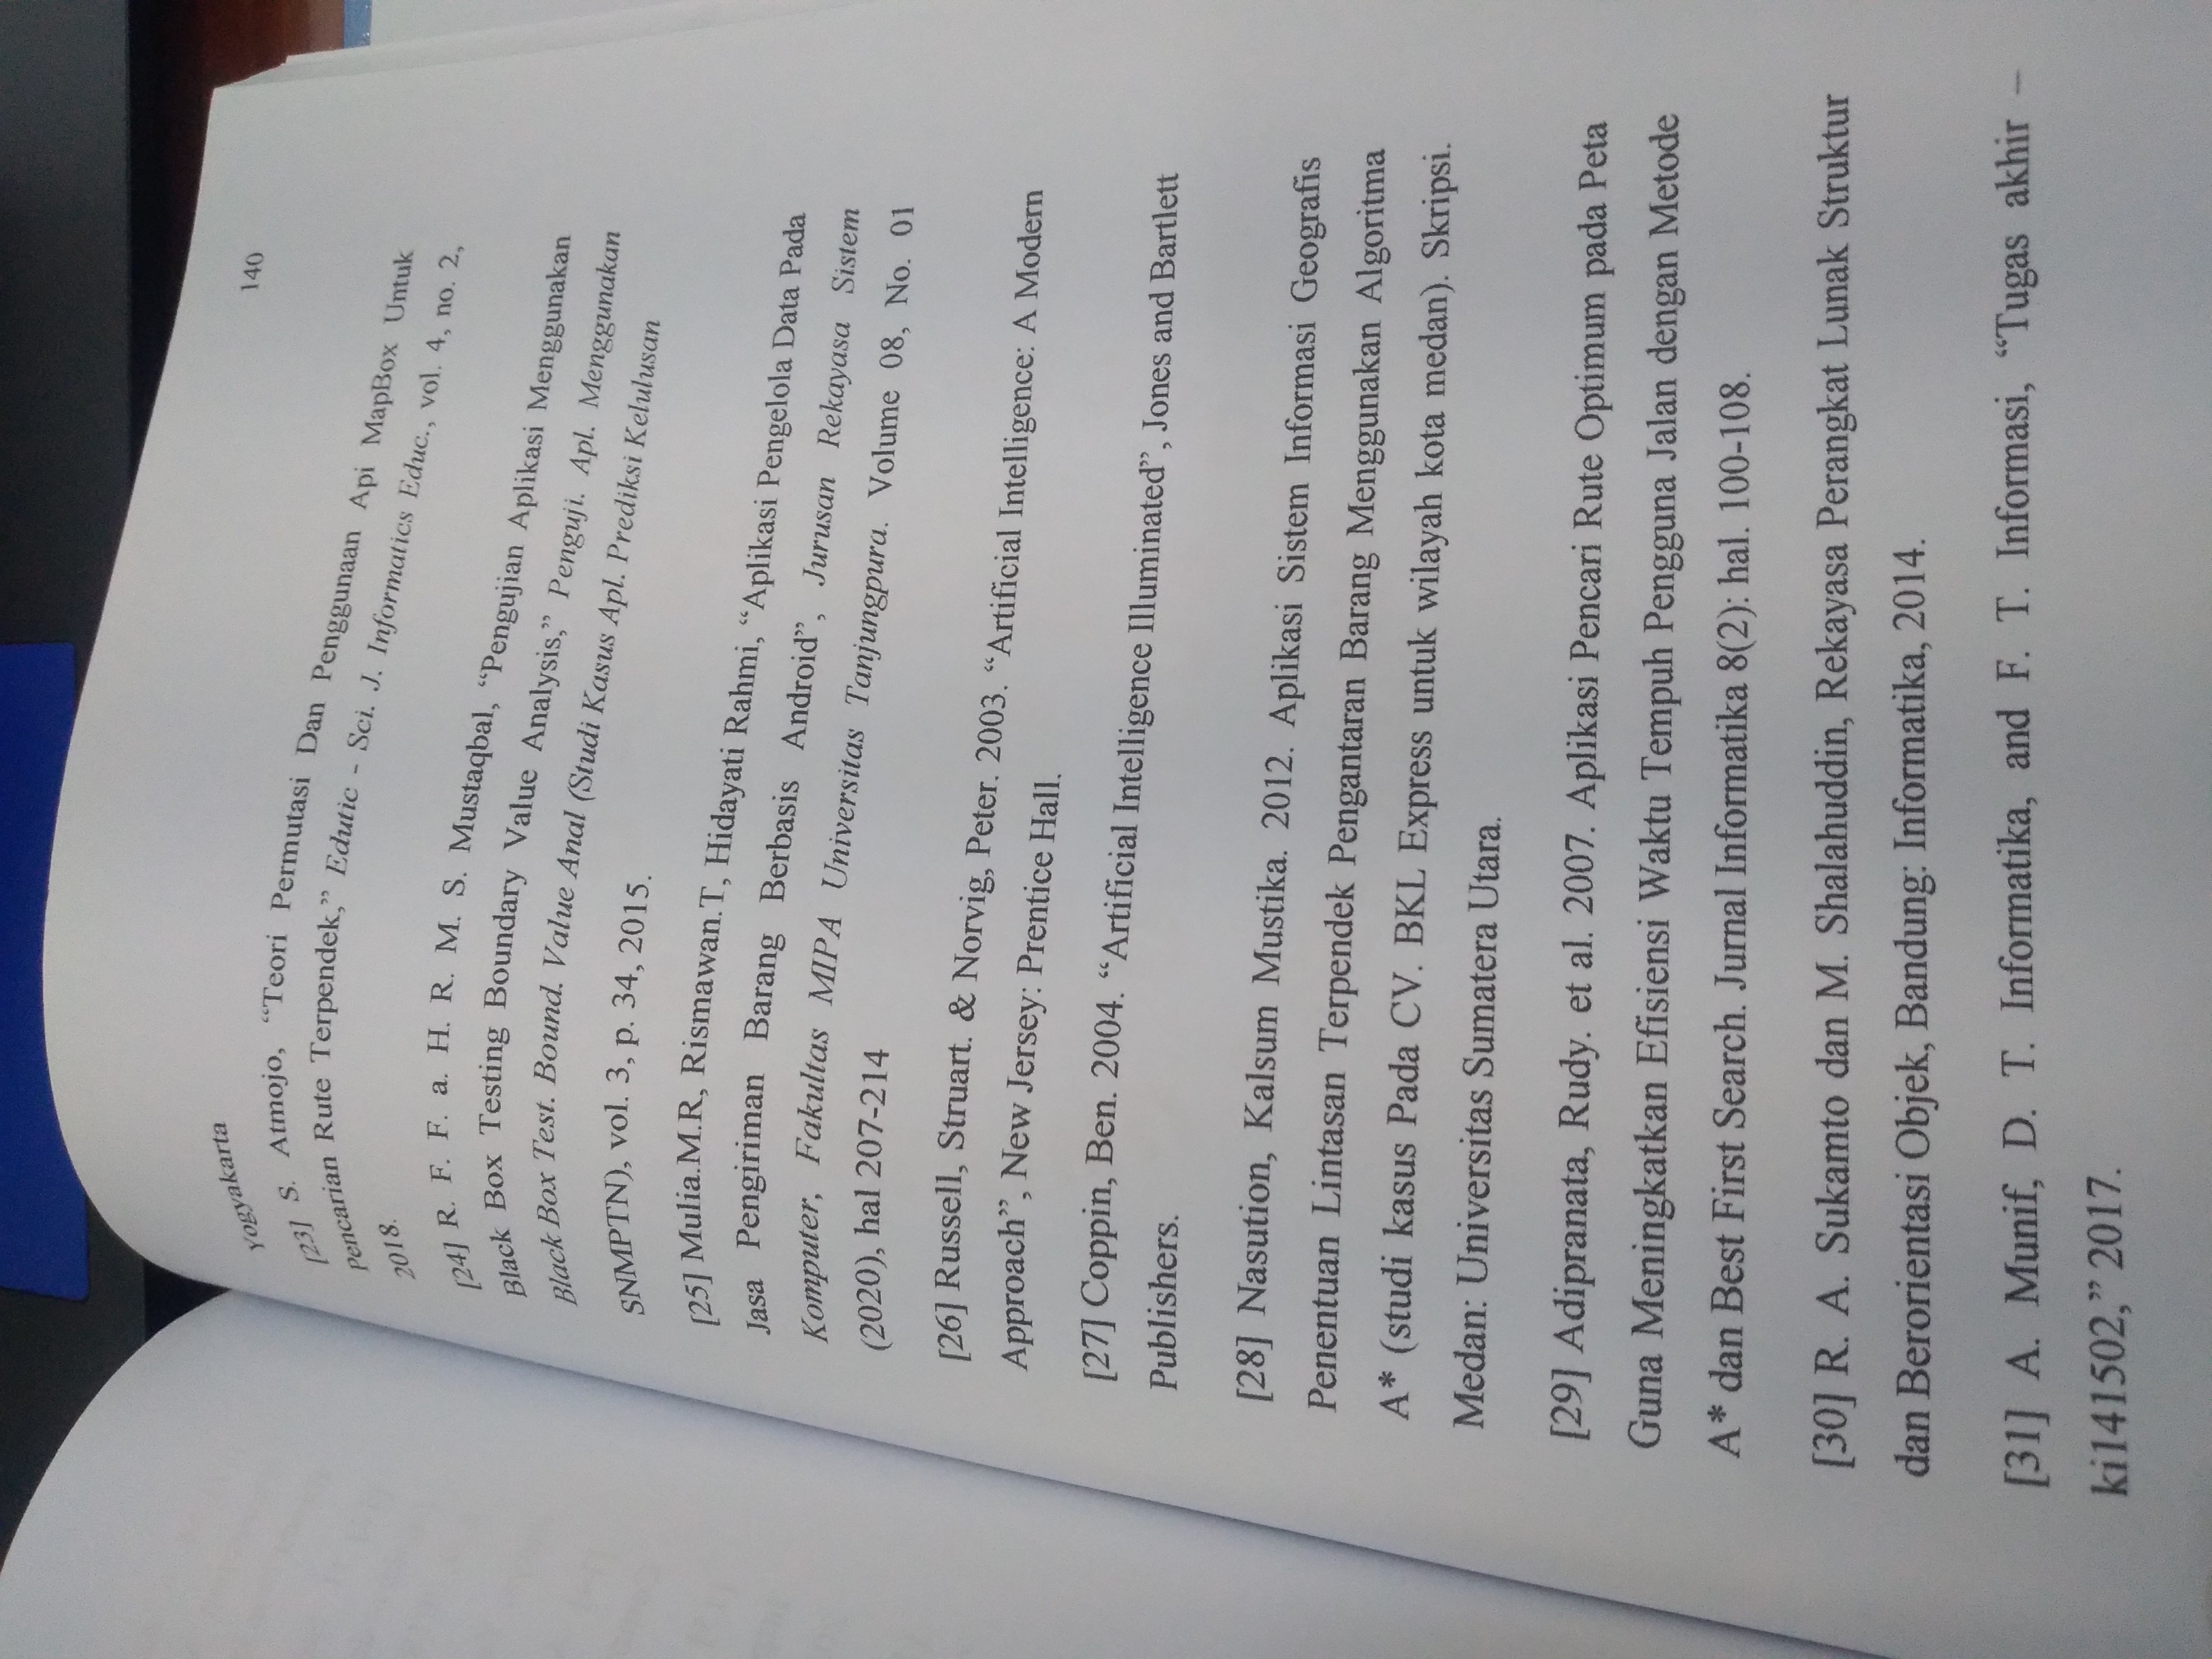 140
Yogyakarta
[23] S. Atmojo, “Teori Permutasi Dan Penggunaan Api MapBox Untuk
Pencarian Rute Terpendek,” Edutic - Sci. J. Informatics Educ., vol. 4, no. 2,
2018.
[24] R. F. F. a. H. R. M. S. Mustaqbal, “Pengujian Aplikasi Menggunakan
Black Box Testing Boundary Value Analysis,” Penguji. Apl. Menggunakan
Black Box Test. Bound. Value Anal (Studi Kasus Apl. Prediksi Kelulusan
SNMPTN), vol. 3, p. 34, 2015.
[25] Mulia.M.R, Rismawan.T, Hidayati Rahmi, “Aplikasi Pengelola Data Pada
Jasa Pengiriman Barang Berbasis Android”, Jurusan Rekayasa Sistem
Komputer, Fakultas MIPA Universitas Tanjungpura. Volume 08, No. 01
(2020), hal 207-214
[26] Russell, Struart. & Norvig, Peter. 2003. “Artificial Intelligence: A Modern
Approach”, New Jersey: Prentice Hall.
[27] Coppin, Ben. 2004. “Artificial Intelligence Illuminated”, Jones and Bartlett
Publishers.
[28] Nasution, Kalsum Mustika. 2012. Aplikasi Sistem Informasi Geografis
Penentuan Lintasan Terpendek Pengantaran Barang Menggunakan Algoritma
A* (studi kasus Pada CV. BKL Express untuk wilayah kota medan). Skripsi.
Medan: Universitas Sumatera Utara.
[29] Adipranata, Rudy. et al. 2007. Aplikasi Pencari Rute Optimum pada Peta
Guna Meningkatkan Efisiensi Waktu Tempuh Pengguna Jalan dengan Metode
A* dan Best First Search. Jurnal Informatika 8(2): hal. 100-108.
[30] R. A. Sukamto dan M. Shalahuddin, Rekayasa Perangkat Lunak Struktur
dan Berorientasi Objek, Bandung: Informatika, 2014.
[31] A. Munif, D. T. Informatika, and F. T. Informasi, “Tugas akhir –
ki141502,” 2017.